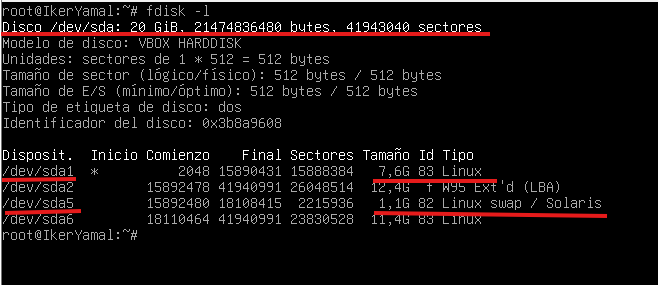 root@IkerYamal:~# fdisk -l
Disco /dev/sda: 20 GiB, 21474836480 bytes, 41943040 sectores
Modelo de disco: VBOX HARDDISK
Unidades: sectores de 1 * 512 = 512 bytes
Tamaño de sector (lógico/físico): 512 bytes / 512 bytes
Tamaño de E/S (mínimo/óptimo): 512 bytes / 512 bytes
Tipo de etiqueta de disco: dos
Identificador del disco: 0x3b8a9608
Disposit. Inicio Comienzo Final Sectores Tamaño Id Tipo
/dev/sda1 * 2048 15890431 15888384 7,6G 83 Linux
/dev/sda2 15892478 41940991 26048514 12,4G f W95 Ext'd (LBA)
/dev/sda5 15892480 18108415 2215936 1,1G 82 Linux swap / Solaris
/dev/sda6 18110464 41940991 23830528 11,4G 83 Linux
root@IkerYamal:~#